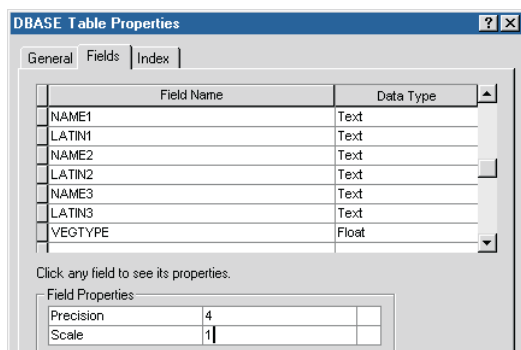 DBASE Table Properties
General Fields Index
Field Name Data Type
NAME1 Text
LATIN1 Text
NAME2 Text
LATIN2 Text
NAME3 Text
LATIN3 Text
VEGTYPE Float
Click any field to see its properties.
Field Properties
Precision 4
Scale 1